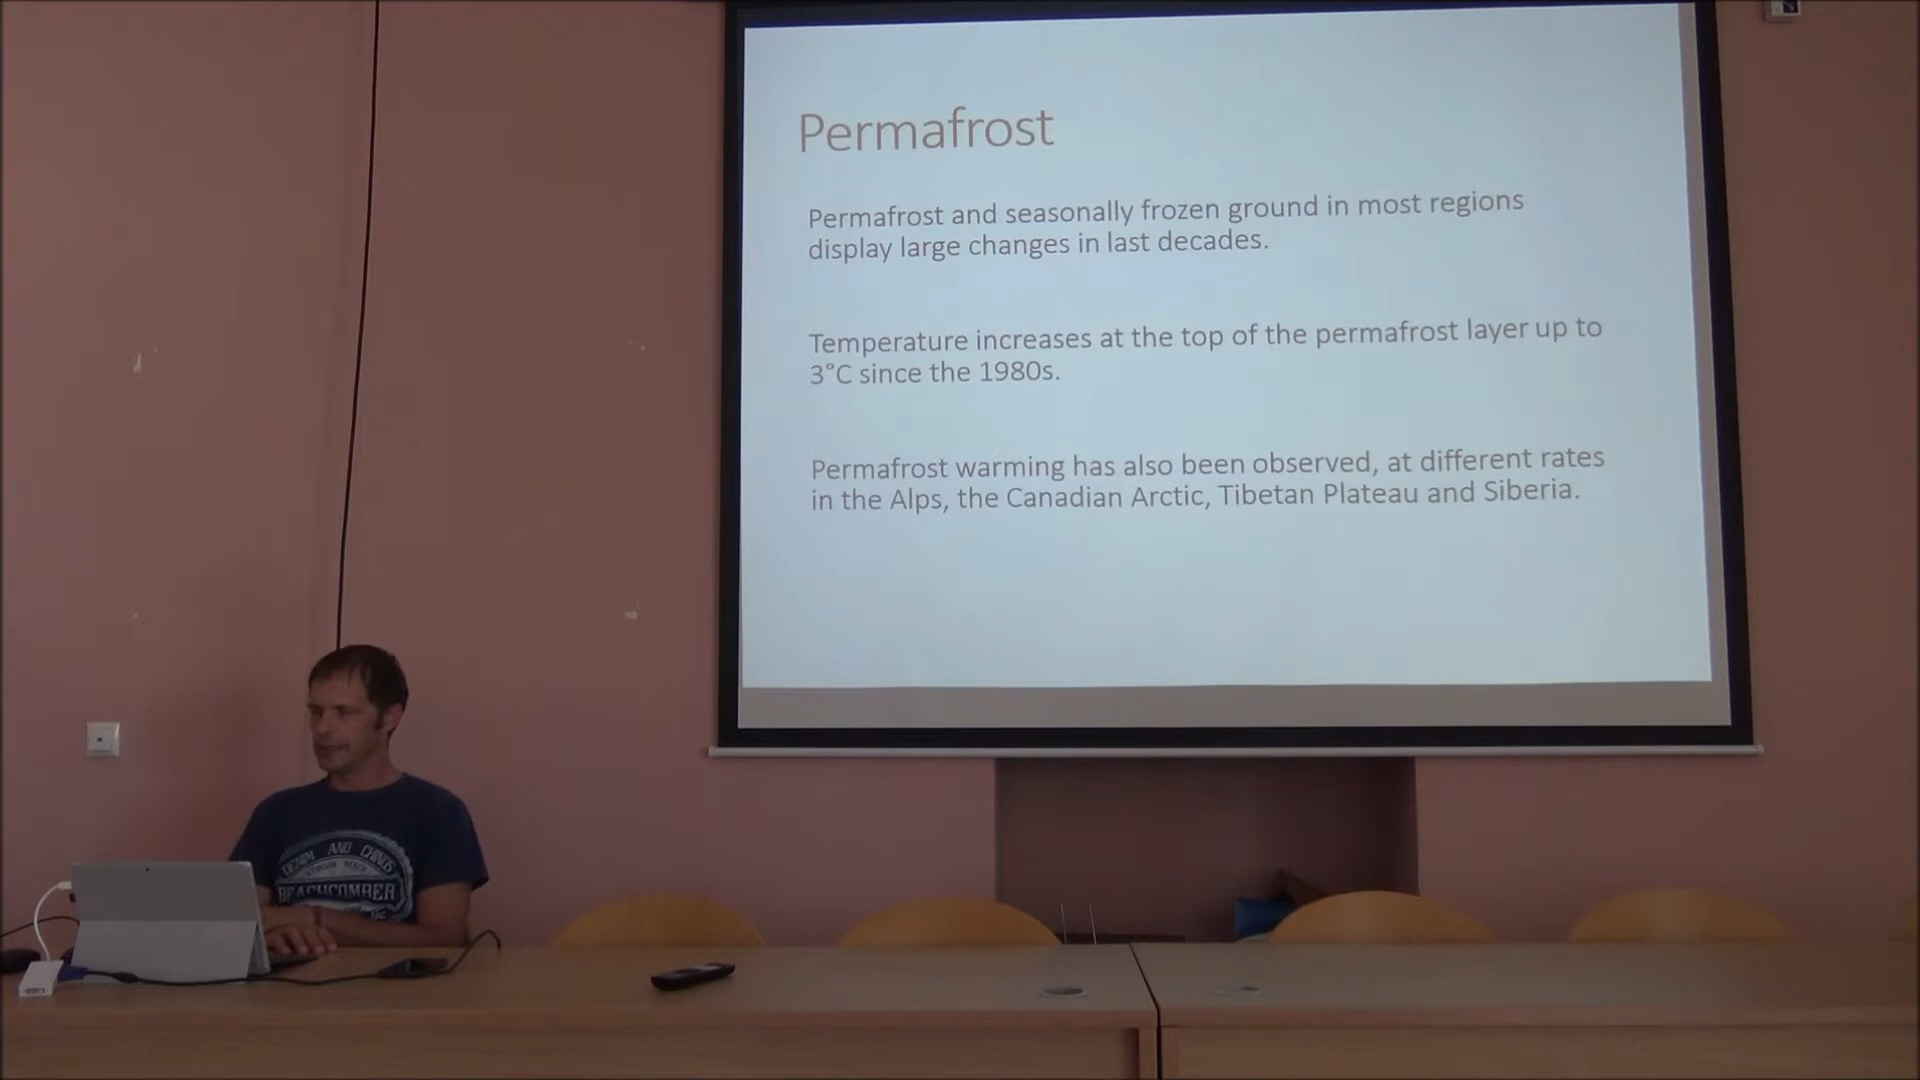 Permafrost
Permafrost and seasonally frozen ground in most regions
display large changes in last decades.
Temperature increases at the top of the permafrost layer up to
3°C since the 1980s.
Permafrost warming has also been observed, at different rates
in the Alps, the Canadian Arctic, Tibetan Plateau and Siberia.
DENIM AND CHINOS
BEACHCOMBER